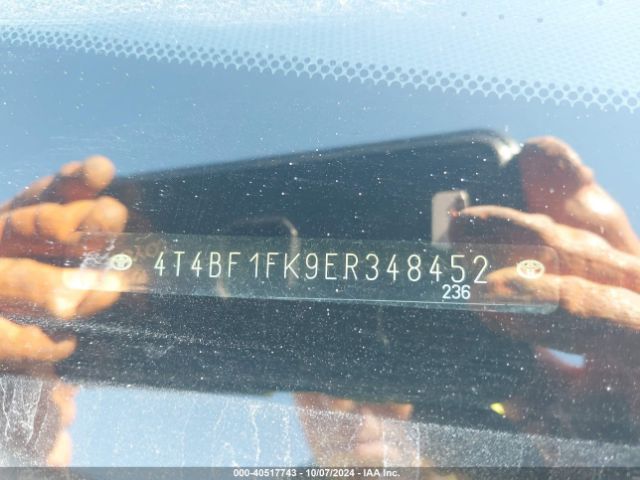 4T4BF1FK9ER348452
236
000-40517743 - 10/07/2024 - IAA Inc.